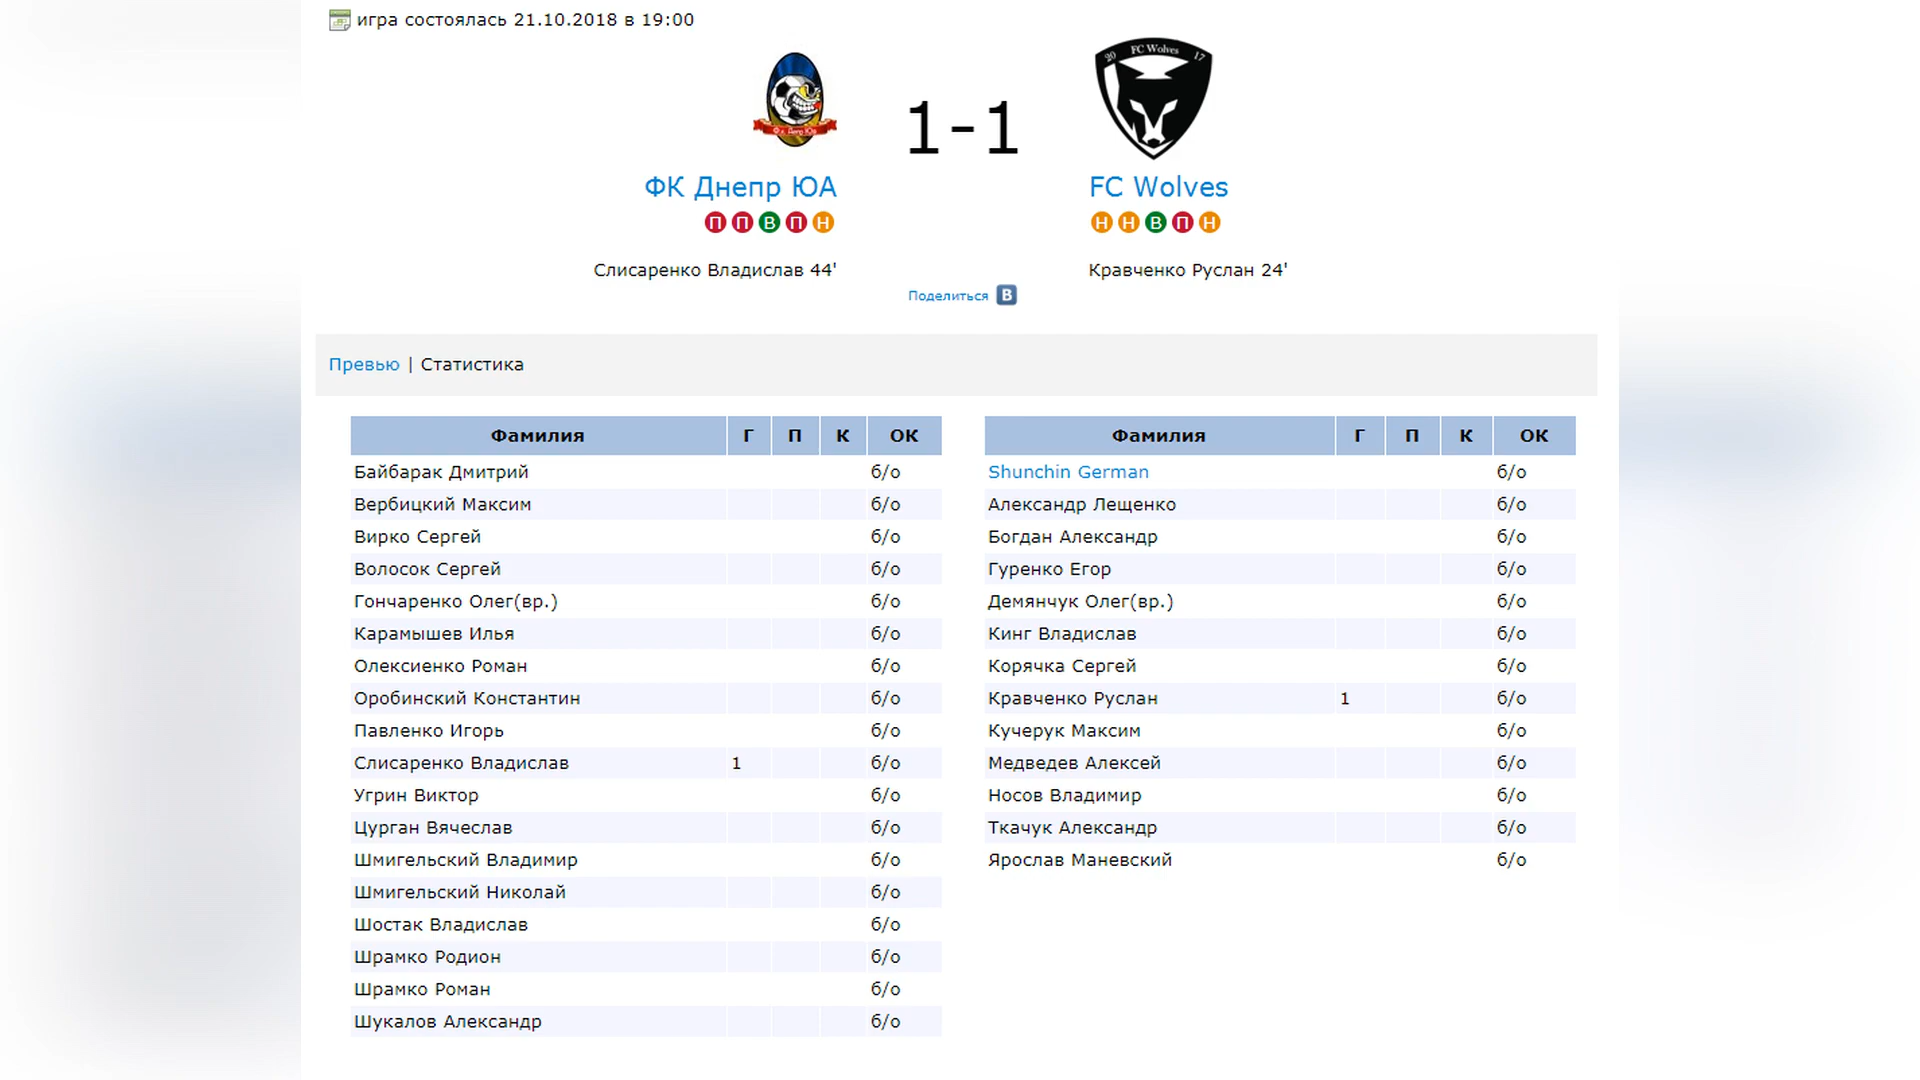 игра состоялась 21.10.2018 в 19:00
20 FC Wolves 17
1-1
ФК Днепр ЮА
FC Wolves
П П В П Н
Н Н В П Н
Слисаренко Владислав 44'
Кравченко Руслан 24'
Поделиться B
Превью | Статистика
Фамилия Г П К ОК
Байбарак Дмитрий б/о
Вербицкий Максим б/о
Вирко Сергей б/о
Волосок Сергей б/о
Гончаренко Олег(вр.) б/о
Карамышев Илья б/о
Олексиенко Роман б/о
Оробинский Константин б/о
Павленко Игорь б/о
Слисаренко Владислав 1 б/о
Угрин Виктор б/о
Цурган Вячеслав б/о
Шмигельский Владимир б/о
Шмигельский Николай б/о
Шостак Владислав б/о
Шрамко Родион б/о
Шрамко Роман б/о
Шукалов Александр б/о
Фамилия Г П К ОК
Shunchin German б/о
Александр Лещенко б/о
Богдан Александр б/о
Гуренко Егор б/о
Демянчук Олег(вр.) б/о
Кинг Владислав б/о
Корячка Сергей б/о
Кравченко Руслан 1 б/о
Кучерук Максим б/о
Медведев Алексей б/о
Носов Владимир б/о
Ткачук Александр б/о
Ярослав Маневский б/о